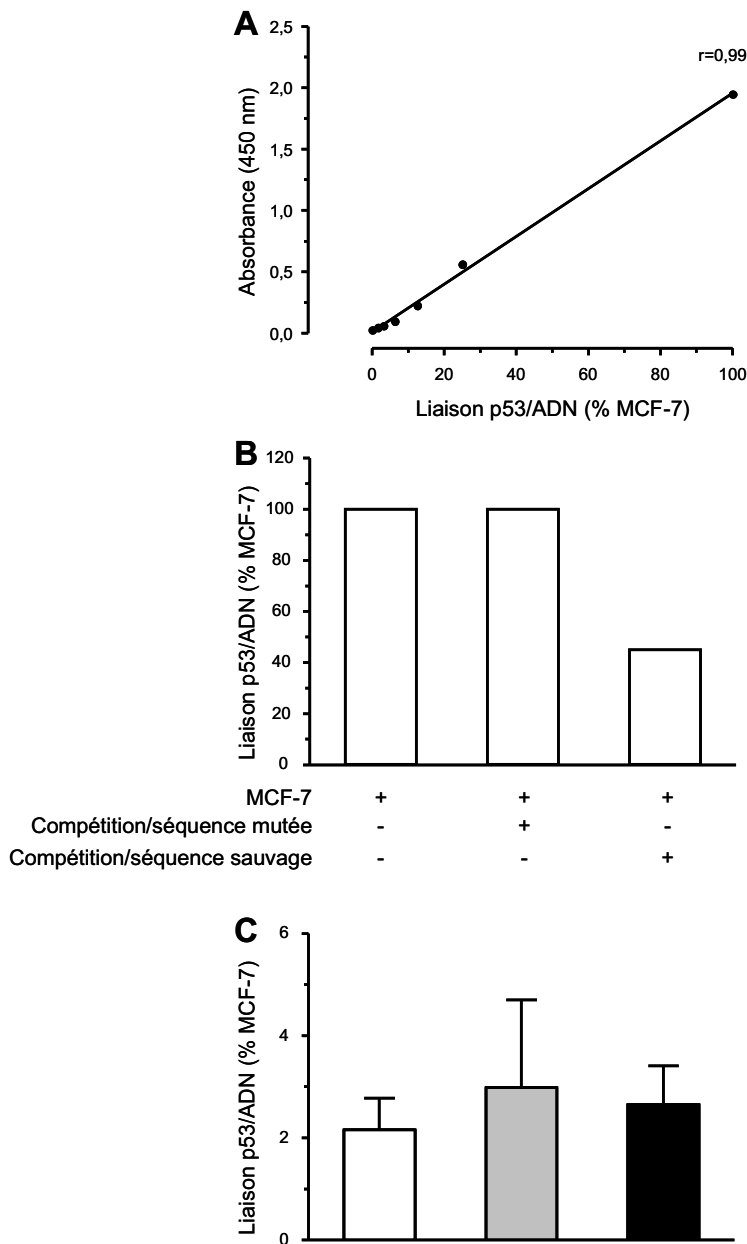 A
2,5
2,0
1,5
1,0
0,5
0,0
Absorbance (450 nm)
r=0,99
0 20 40 60 80 100
Liaison p53/ADN (% MCF-7)
B
120
100
80
60
40
20
0
Liaison p53/ADN (% MCF-7)
MCF-7 + + +
Compétition/séquence mutée - + -
Compétition/séquence sauvage - - +
C
6
4
2
0
Liaison p53/ADN (% MCF-7)